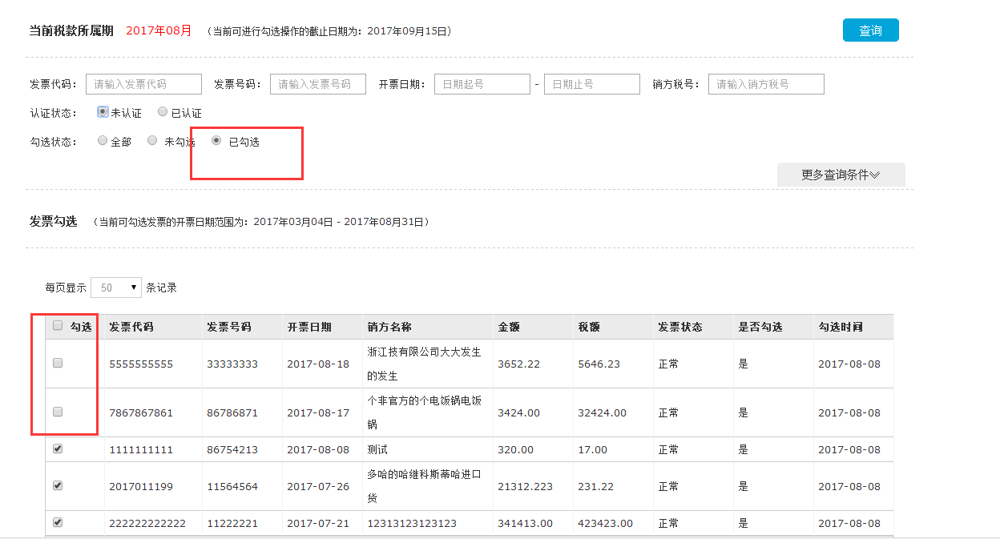 当前税款所属期 2017年08月 （当前可进行勾选操作的截止日期为：2017年09月15日） 查询
发票代码： 请输入发票代码 发票号码： 请输入发票号码 开票日期： 日期起号 - 日期止号 销方税号： 请输入销方税号
认证状态： 未认证 已认证
勾选状态： 全部 未勾选 已勾选
更多查询条件
发票勾选 （当前可勾选发票的开票日期范围为：2017年03月04日 - 2017年08月31日）
每页显示 50 条记录
勾选 发票代码 发票号码 开票日期 销方名称 金额 税额 发票状态 是否勾选 勾选时间
5555555555 33333333 2017-08-18 浙江技有限公司大大发生 3652.22 5646.23 正常 是 2017-08-08
的发生
7867867861 86786871 2017-08-17 个非官方的个电饭锅电饭 3424.00 32424.00 正常 是 2017-08-08
锅
1111111111 86754213 2017-08-08 测试 320.00 17.00 正常 是 2017-08-08
2017011199 11564564 2017-07-26 多哈的哈继科斯蒂哈进口 21312.223 231.22 正常 是 2017-08-08
货
222222222222 11222221 2017-07-21 12313123123123 341413.00 423423.00 正常 是 2017-08-08